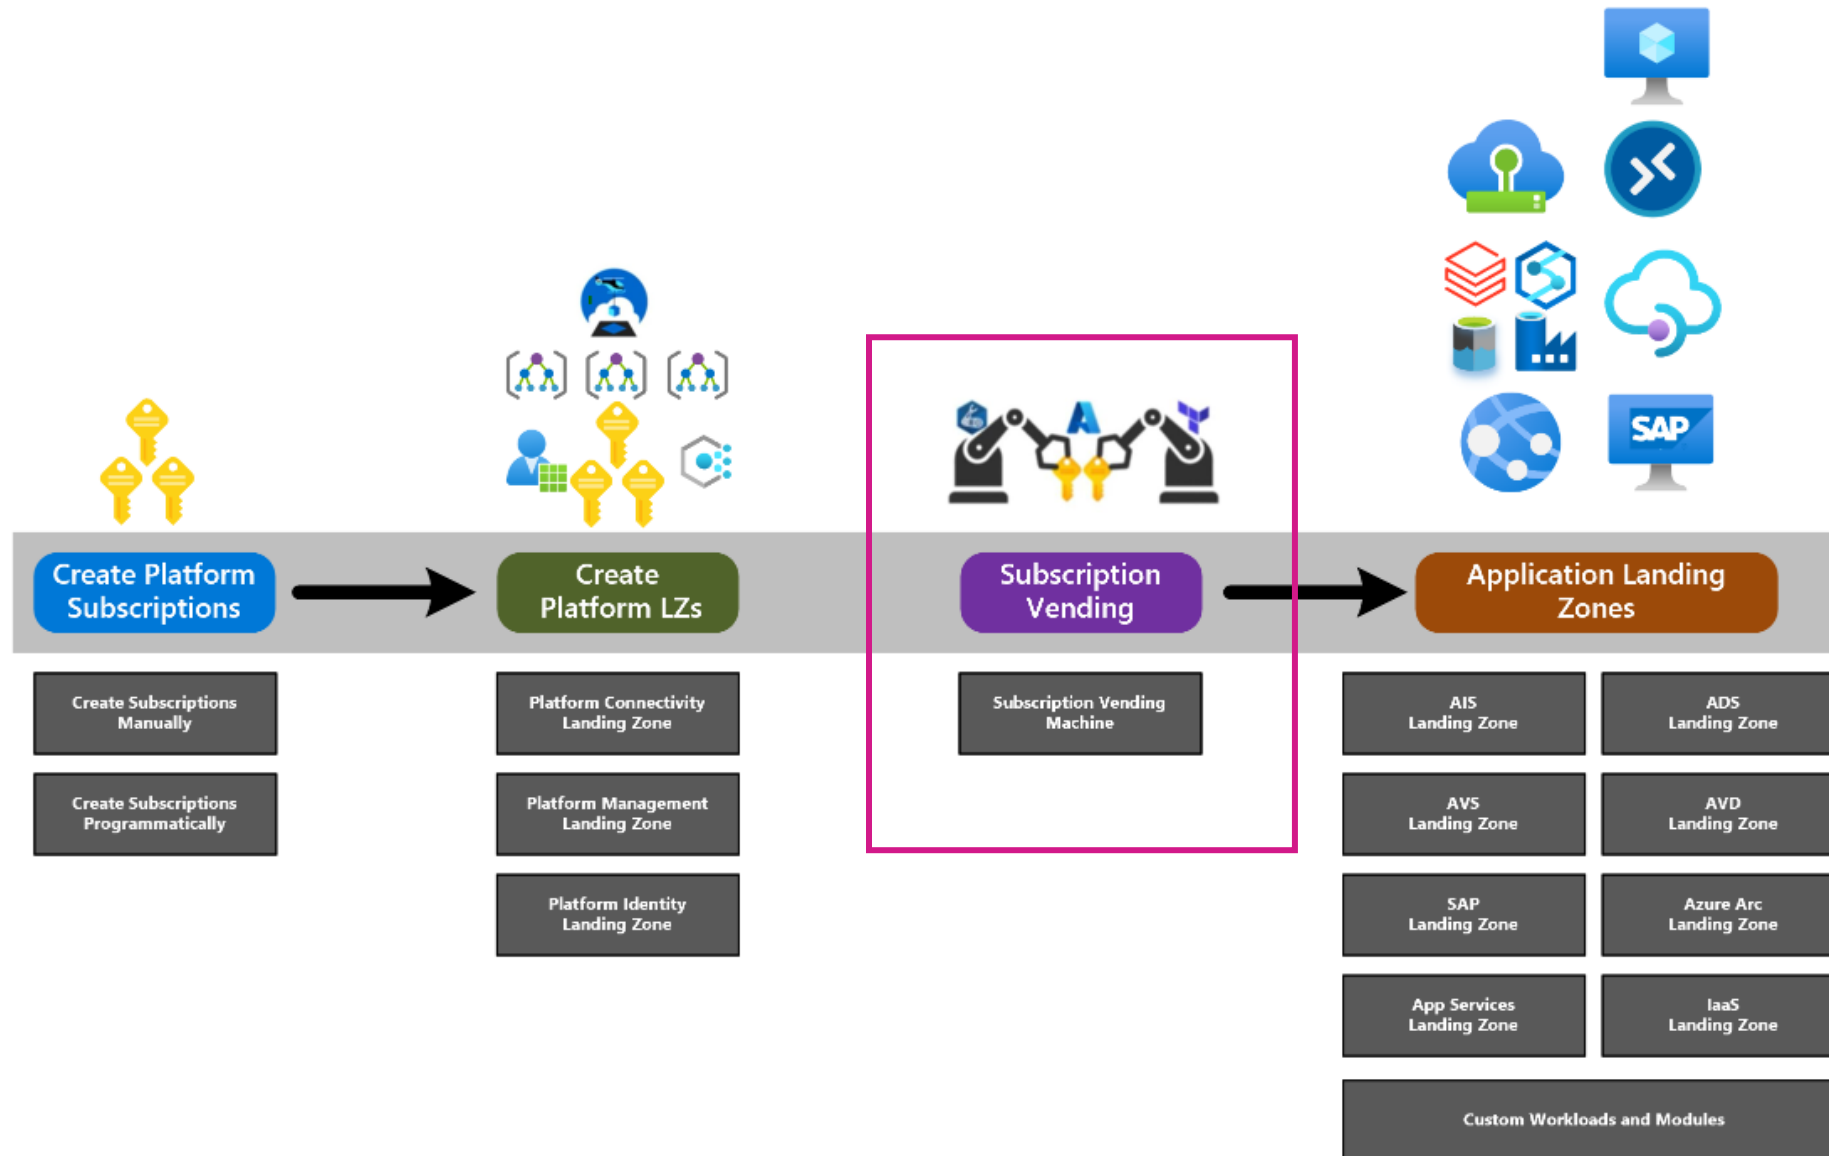 SAP
Create Platform
Subscriptions
Create
Platform LZs
Subscription
Vending
Application Landing
Zones
Create Subscriptions
Manually
Create Subscriptions
Programmatically
Platform Connectivity
Landing Zone
Platform Management
Landing Zone
Platform Identity
Landing Zone
Subscription Vending
Machine
AIS
Landing Zone
ADS
Landing Zone
AVS
Landing Zone
AVD
Landing Zone
SAP
Landing Zone
Azure Arc
Landing Zone
App Services
Landing Zone
IaaS
Landing Zone
Custom Workloads and Modules